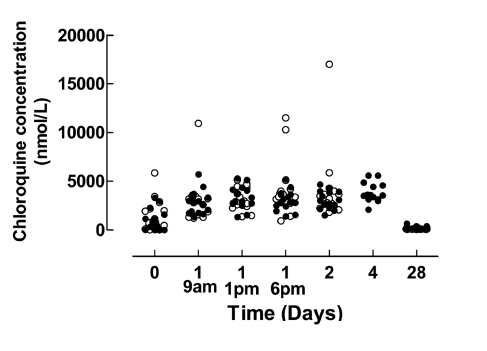 Chloroquine concentration
(nmol/L)
20000
15000
10000
5000
0
0 1 1 1 2 4 28
9am 1pm 6pm
Time (Days)